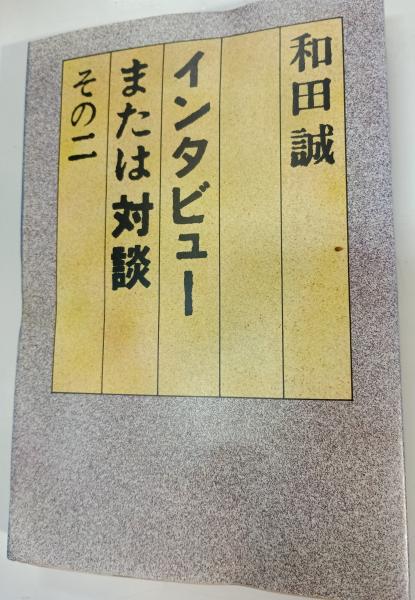 和田誠
インタビュー
または対談
その二